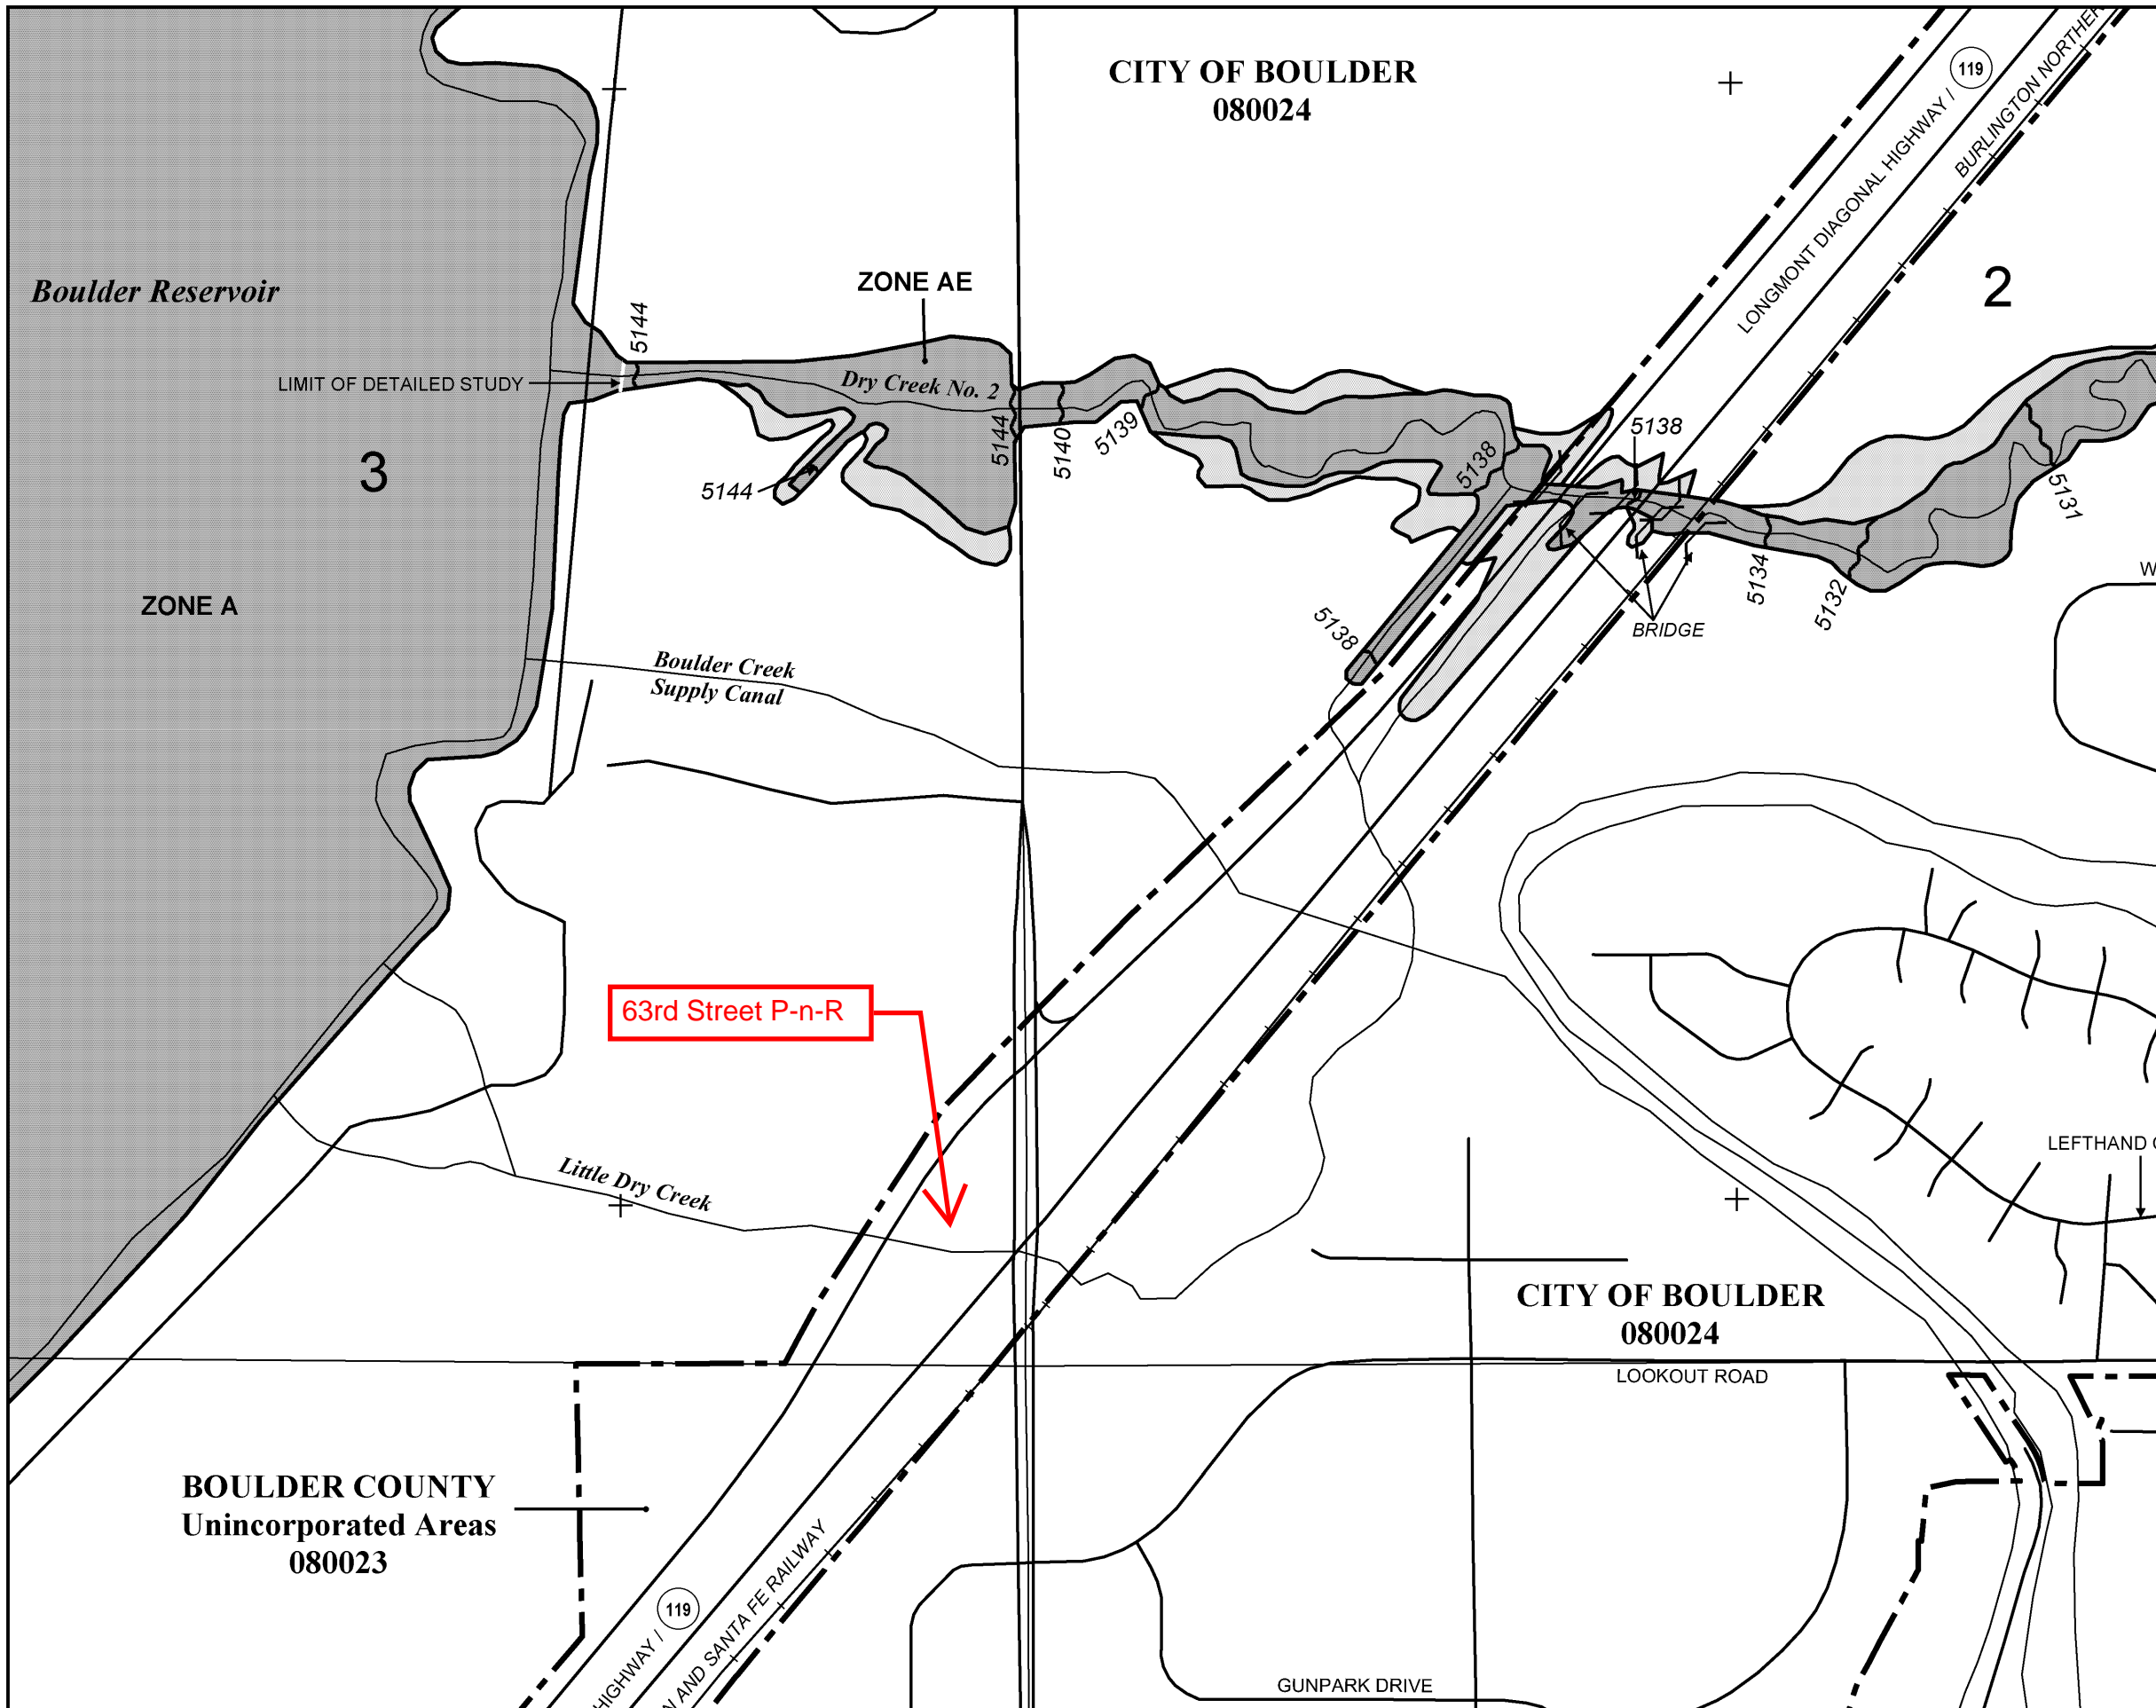 CITY OF BOULDER
080024
119
LONGMONT DIAGONAL HIGHWAY /
BURLINGTON NORTHER
2
Boulder Reservoir
ZONE AE
5144
LIMIT OF DETAILED STUDY
Dry Creek No. 2
5144
5140
5139
5138
5138
3
5144
5131
5134
5132
W
ZONE A
5138
BRIDGE
Boulder Creek
Supply Canal
63rd Street P-n-R
LEFTHAND
Little Dry Creek
CITY OF BOULDER
080024
LOOKOUT ROAD
BOULDER COUNTY
Unincorporated Areas
080023
119
HIGHWAY /
N AND SANTA FE RAILWAY
GUNPARK DRIVE